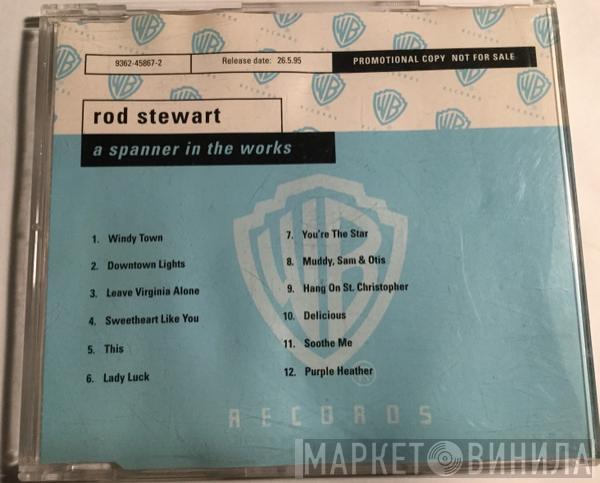 9362-45867-2
Release date: 26.5.95
PROMOTIONAL COPY NOT FOR SALE
rod stewart
a spanner in the works
1. Windy Town
2. Downtown Lights
3. Leave Virginia Alone
4. Sweetheart Like You
5. This
6. Lady Luck
7. You're The Star
8. Muddy, Sam & Otis
9. Hang On St. Christopher
10. Delicious
11. Soothe Me
12. Purple Heather
WB
®
RECORDS
МАРКЕТ ВИНИЛА